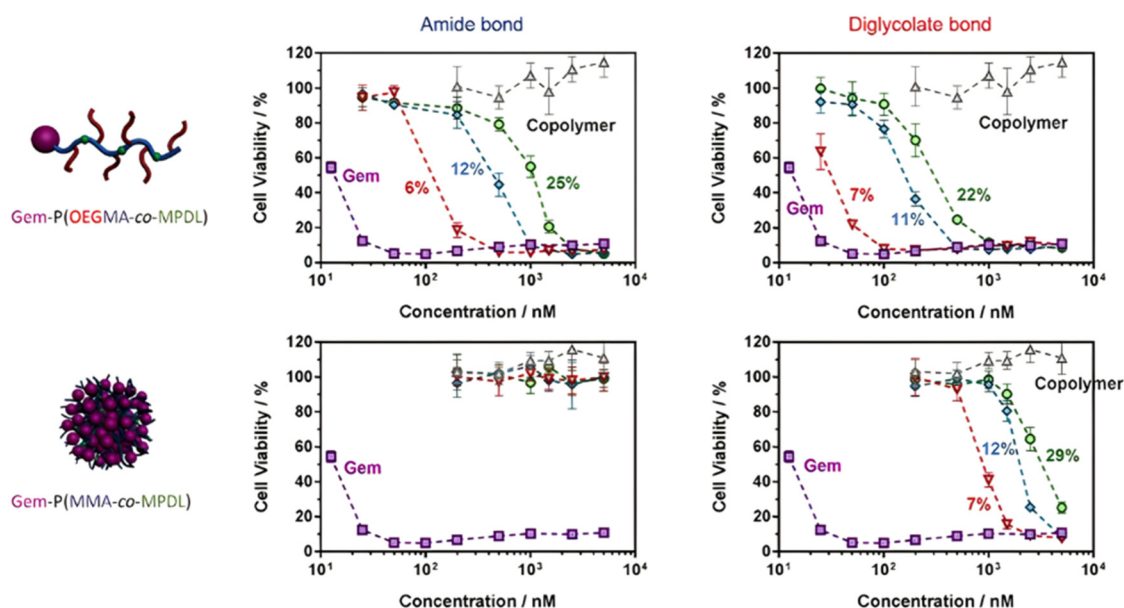 Amide bond
Diglycolate bond
Cell Viability / %
120
100
80
60
40
20
0
Copolymer
Gem
6%
12%
25%
10¹
10²
10³
10⁴
Concentration / nM
Cell Viability / %
120
100
80
60
40
20
0
Copolymer
Gem
7%
11%
22%
10¹
10²
10³
10⁴
Concentration / nM
Gem-P(OEGMA-co-MPDL)
Cell Viability / %
120
100
80
60
40
20
0
Gem
10¹
10²
10³
10⁴
Concentration / nM
Cell Viability / %
120
100
80
60
40
20
0
Copolymer
Gem
7%
12%
29%
10¹
10²
10³
10⁴
Concentration / nM
Gem-P(MMA-co-MPDL)